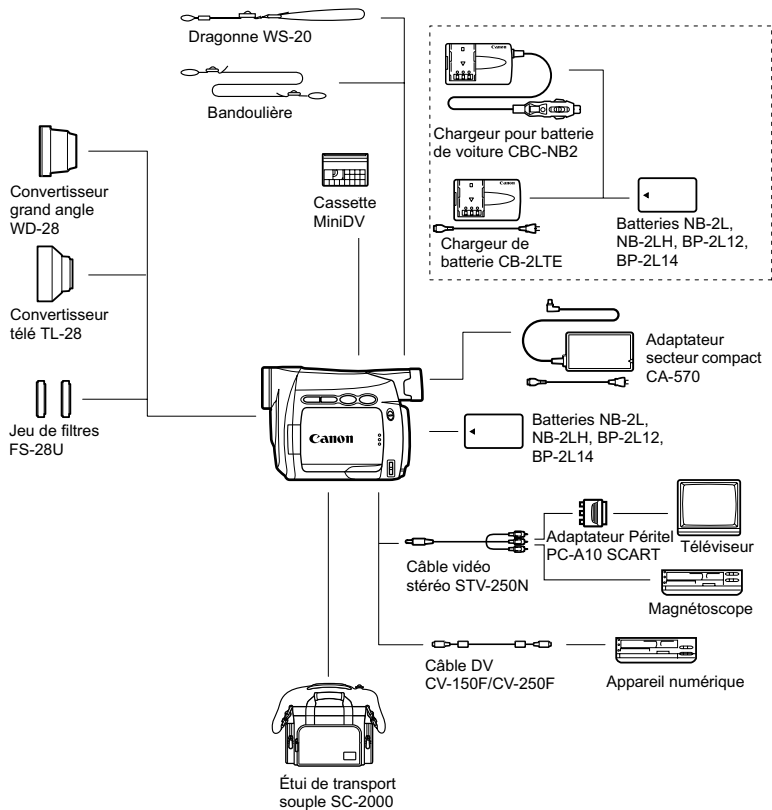 Dragonne WS-20
Bandoulière
Canon
Chargeur pour batterie
de voiture CBC-NB2
Canon
Chargeur de
batterie CB-2LTE
Batteries NB-2L,
NB-2LH, BP-2L12,
BP-2L14
Convertisseur
grand angle
WD-28
Cassette
MiniDV
Convertisseur
télé TL-28
Adaptateur
secteur compact
CA-570
Jeu de filtres
FS-28U
Canon
Batteries NB-2L,
NB-2LH, BP-2L12,
BP-2L14
Câble vidéo
stéréo STV-250N
Adaptateur Péritel
PC-A10 SCART
Téléviseur
Magnétoscope
Câble DV
CV-150F/CV-250F
Appareil numérique
Étui de transport
souple SC-2000